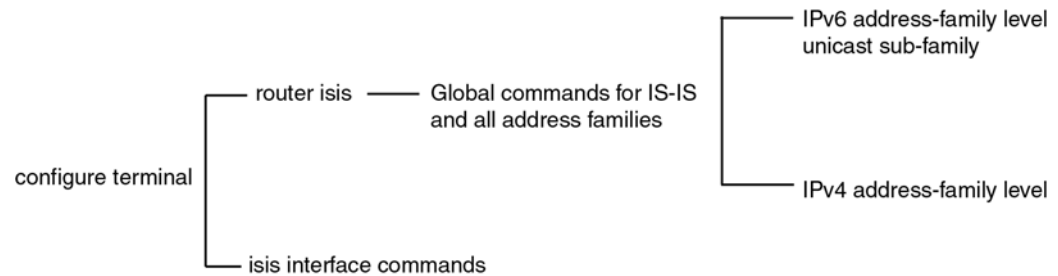 IPv6 address-family level
unicast sub-family
router isis
Global commands for IS-IS
and all address families
configure terminal
IPv4 address-family level
isis interface commands